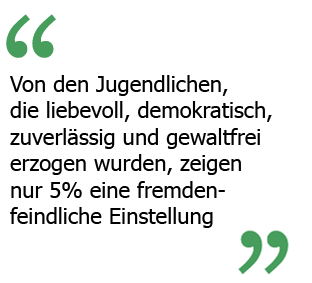 “
Von den Jugendlichen,
die liebevoll, demokratisch,
zuverlässig und gewaltfrei
erzogen wurden, zeigen
nur 5% eine fremden-
feindliche Einstellung
”